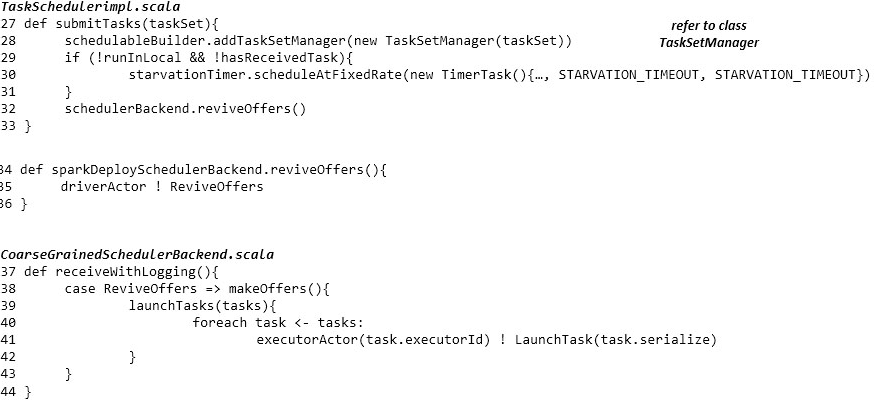 TaskSchedulerimpl.scala
27 def submitTasks(taskSet){
refer to class
28 schedulableBuilder.addTaskSetManager(new TaskSetManager(taskSet))
TaskSetManager
29 if (!runInLocal && !hasReceivedTask){
30 starvationTimer.scheduleAtFixedRate(new TimerTask(){…, STARVATION_TIMEOUT, STARVATION_TIMEOUT})
31 }
32 schedulerBackend.reviveOffers()
33 }
34 def sparkDeploySchedulerBackend.reviveOffers(){
35 driverActor ! ReviveOffers
36 }
CoarseGrainedSchedulerBackend.scala
37 def receiveWithLogging(){
38 case ReviveOffers => makeOffers(){
39 launchTasks(tasks){
40 foreach task <- tasks:
41 executorActor(task.executorId) ! LaunchTask(task.serialize)
42 }
43 }
44 }